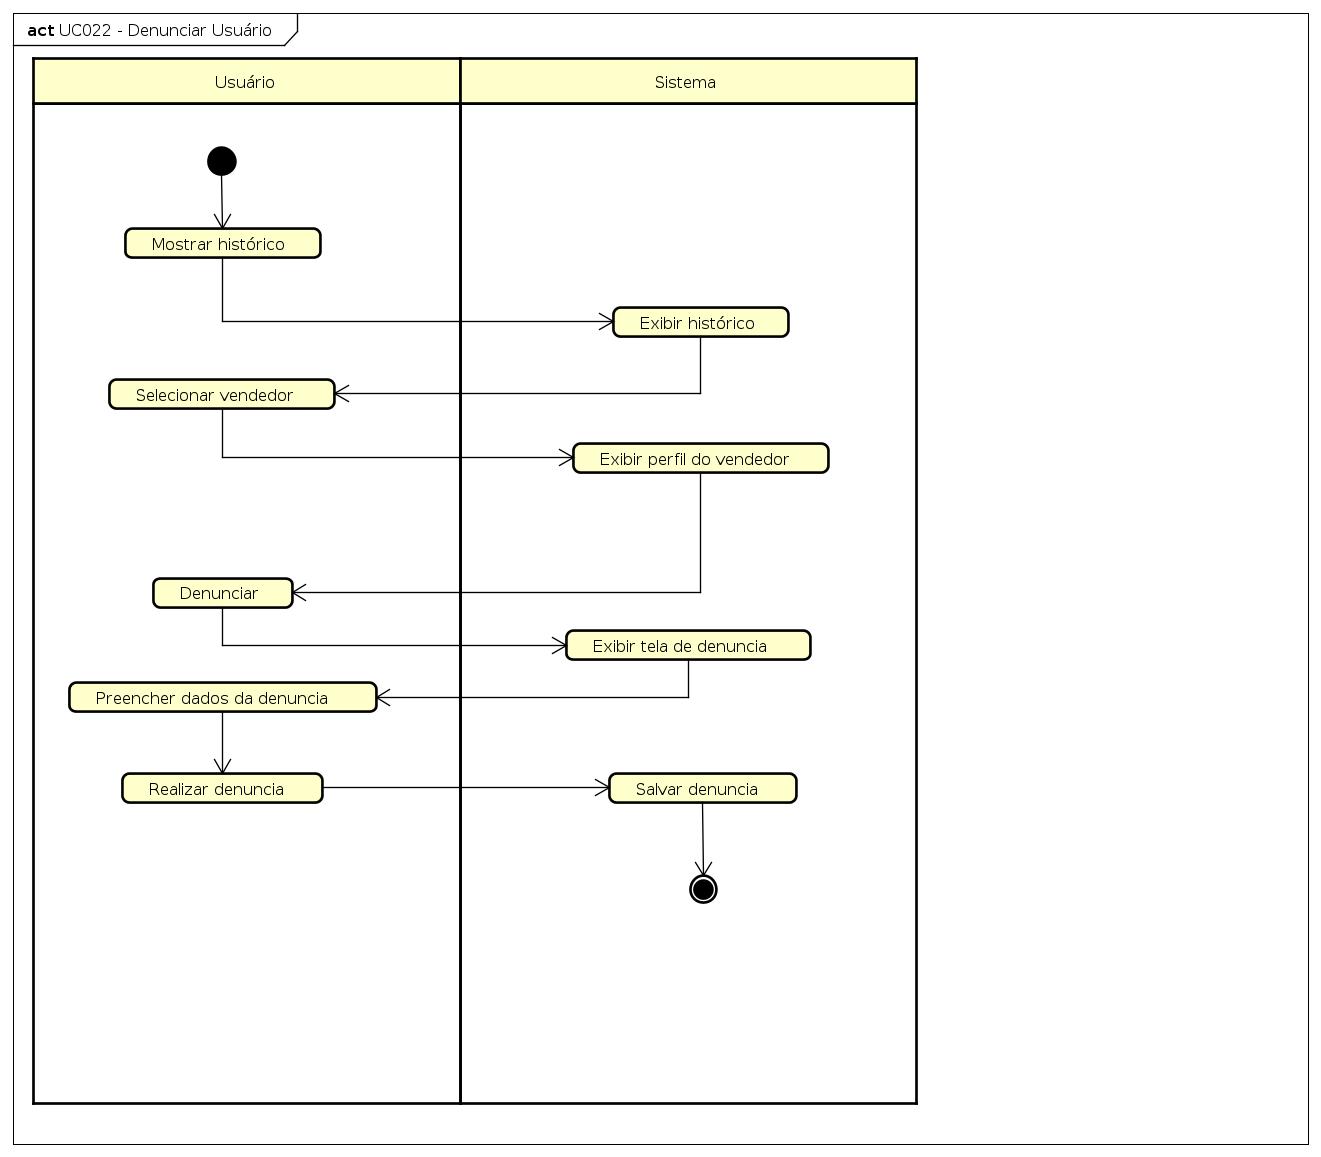 act UC022 - Denunciar Usuário
Usuário
Sistema
Mostrar histórico
Exibir histórico
Selecionar vendedor
Exibir perfil do vendedor
Denunciar
Exibir tela de denuncia
Preencher dados da denuncia
Realizar denuncia
Salvar denuncia